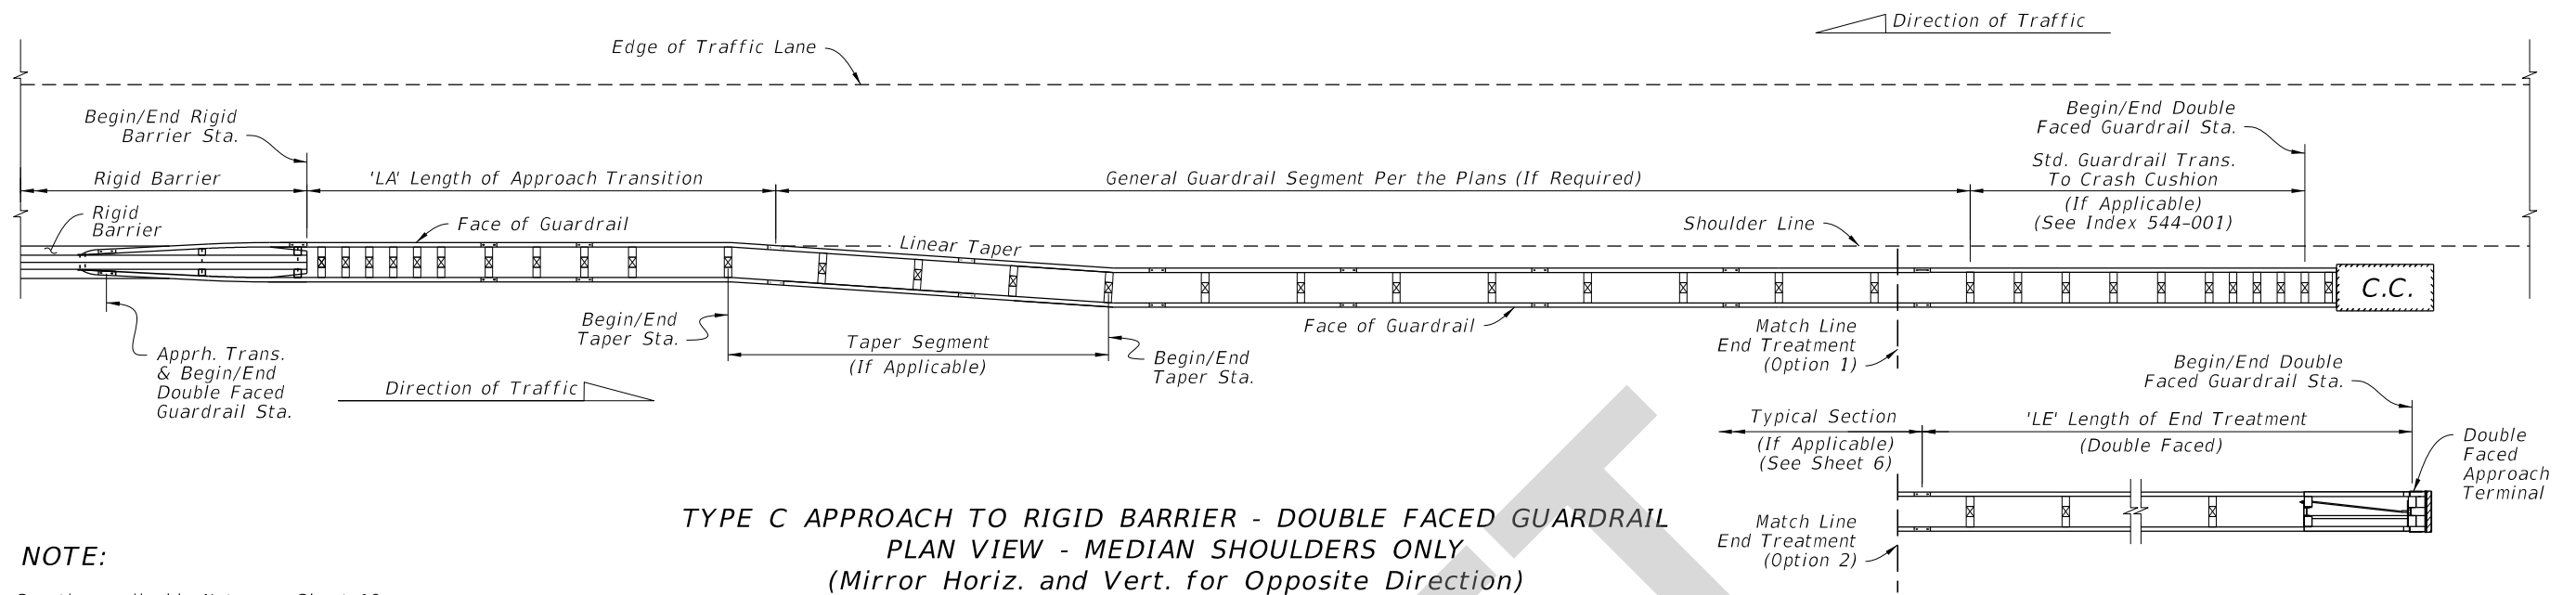 Direction of Traffic
Edge of Traffic Lane
Begin/End Rigid
Barrier Sta.
Begin/End Double
Faced Guardrail Sta.
Rigid Barrier
'LA' Length of Approach Transition
General Guardrail Segment Per the Plans (If Required)
Std. Guardrail Trans.
To Crash Cushion
(If Applicable)
(See Index 544-001)
Rigid
Barrier
Face of Guardrail
Linear Taper
Shoulder Line
C.C.
Apprh. Trans.
& Begin/End
Double Faced
Guardrail Sta.
Direction of Traffic
Begin/End
Taper Sta.
Taper Segment
(If Applicable)
Begin/End
Taper Sta.
Face of Guardrail
Match Line
End Treatment
(Option 1)
Begin/End Double
Faced Guardrail Sta.
Typical Section
(If Applicable)
(See Sheet 6)
'LE' Length of End Treatment
(Double Faced)
Double
Faced
Approach
Terminal
Match Line
End Treatment
(Option 2)
TYPE C APPROACH TO RIGID BARRIER - DOUBLE FACED GUARDRAIL
PLAN VIEW - MEDIAN SHOULDERS ONLY
(Mirror Horiz. and Vert. for Opposite Direction)
NOTE: